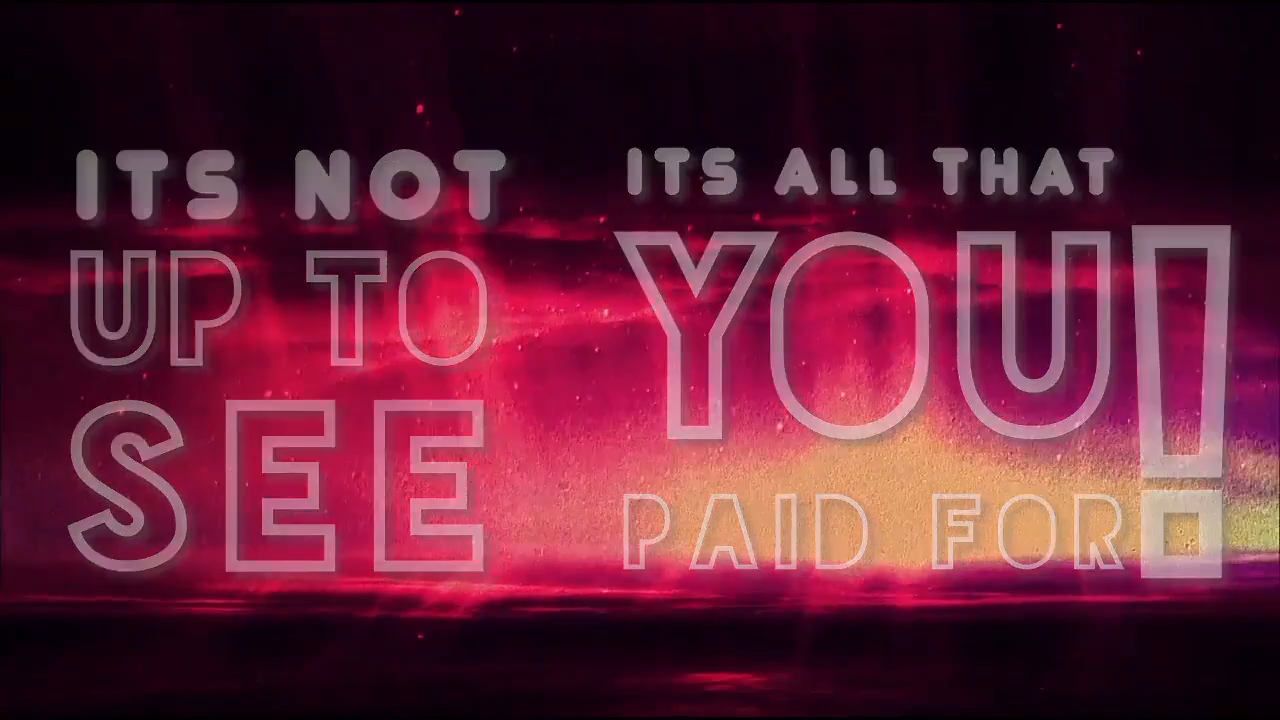 ITS NOT
UP TO
SEE
ITS ALL THAT
YOU!
PAID FOR